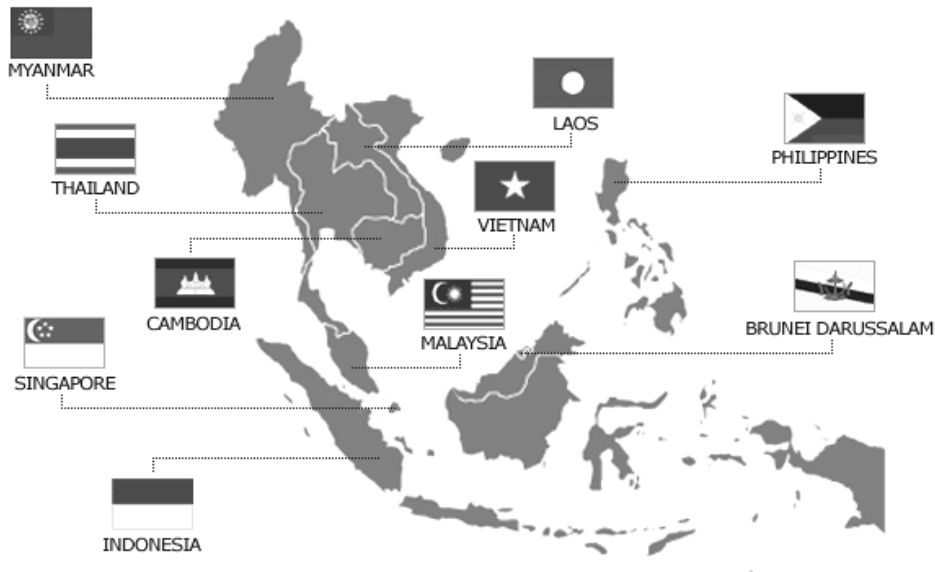 MYANMAR
LAOS
PHILIPPINES
THAILAND
VIETNAM
CAMBODIA
BRUNEI DARUSSALAM
MALAYSIA
SINGAPORE
INDONESIA